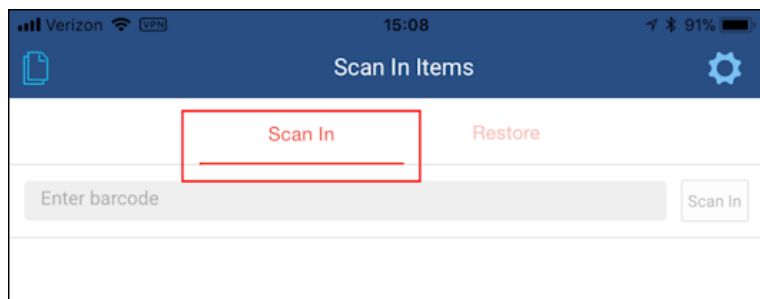 Verizon VPN 15:08 91%
Scan In Items
Scan In Restore
Enter barcode Scan In